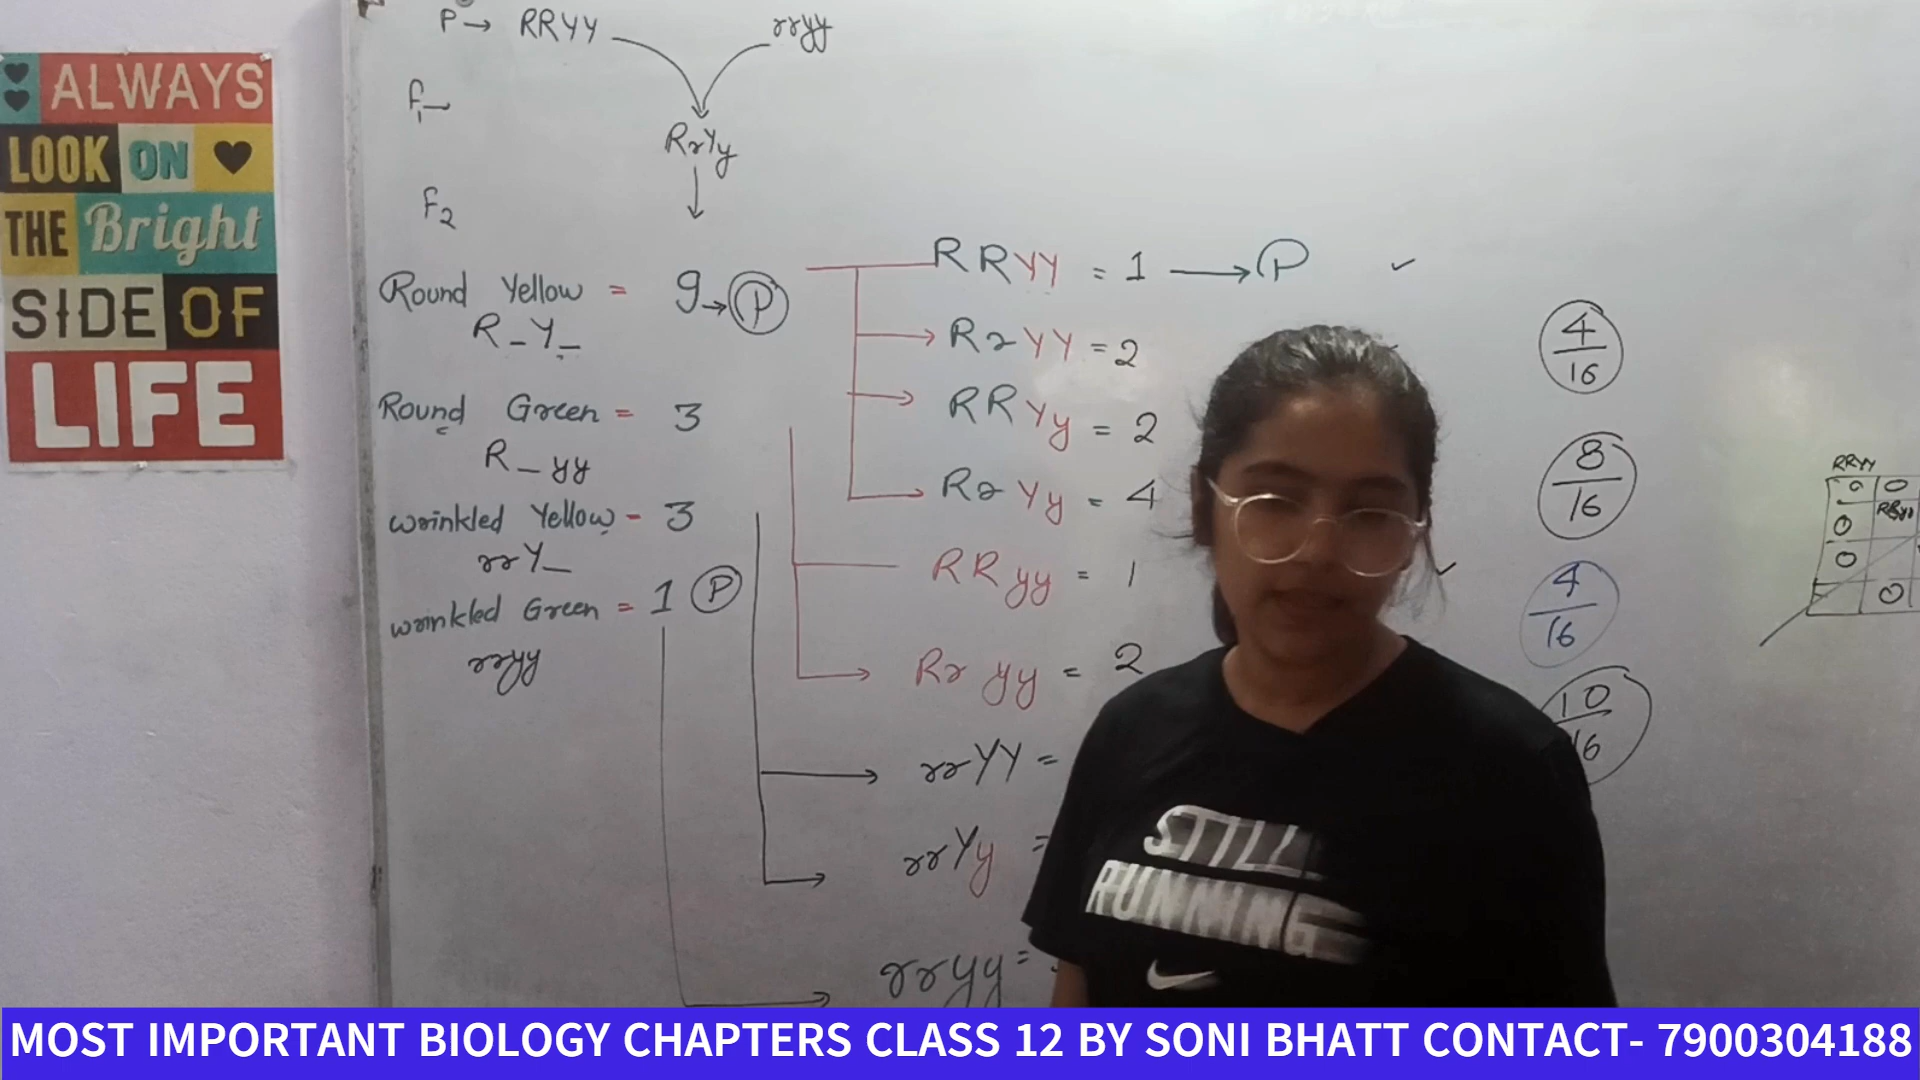 ALWAYS
LOOK ON
THE Bright
SIDE OF
LIFE
P → RRYY rryy
F1 →
RrYy
F2
Round Yellow = 9 → P
R_Y_
Round Green = 3
R_yy
wrinkled Yellow = 3
rrY_
wrinkled Green = 1 P
rryy
RRYY = 1 → P
RrYY = 2
RRYy = 2
RrYy = 4
RRyy = 1
Rryy = 2
rrYY =
rrYy =
rryy =
4/16
8/16
4/16
10/16
RRYY
STILL
RUNNING
MOST IMPORTANT BIOLOGY CHAPTERS CLASS 12 BY SONI BHATT CONTACT- 7900304188